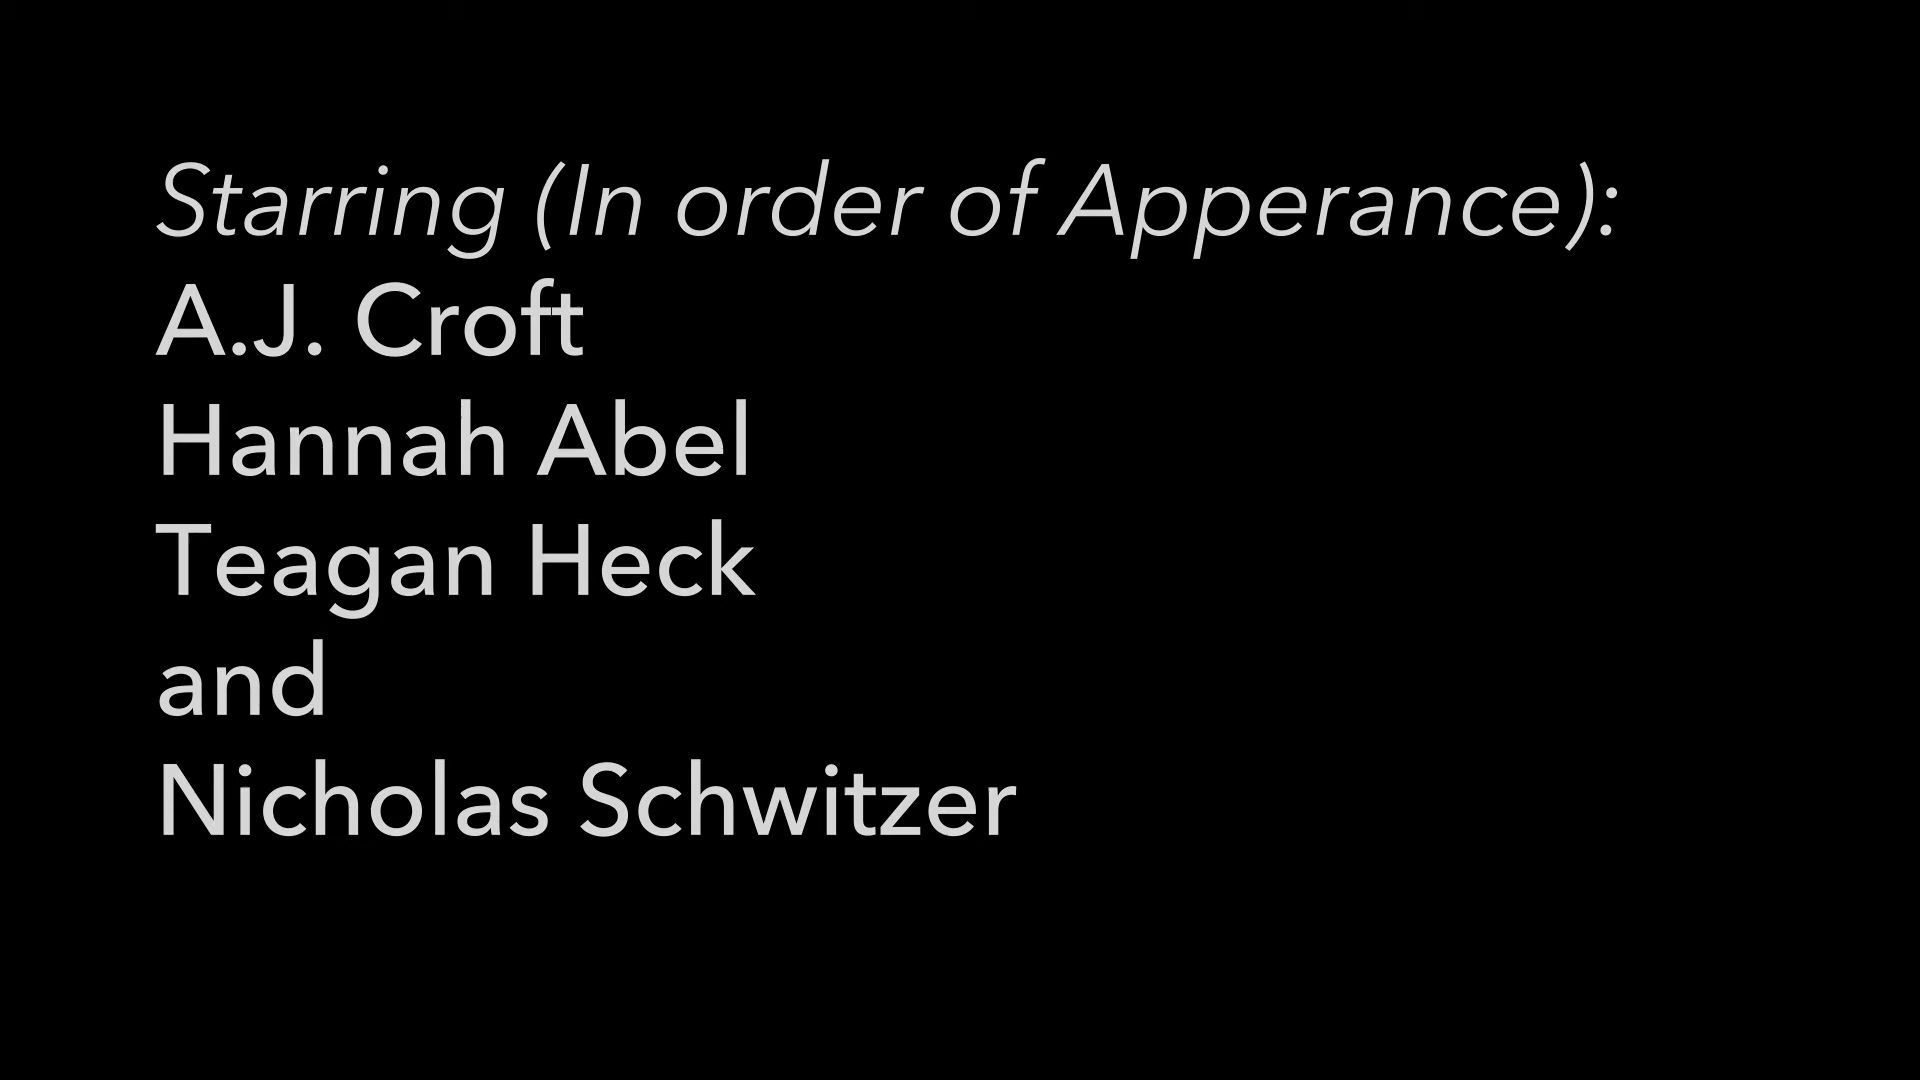 Starring (In order of Apperance):
A.J. Croft
Hannah Abel
Teagan Heck
and
Nicholas Schwitzer